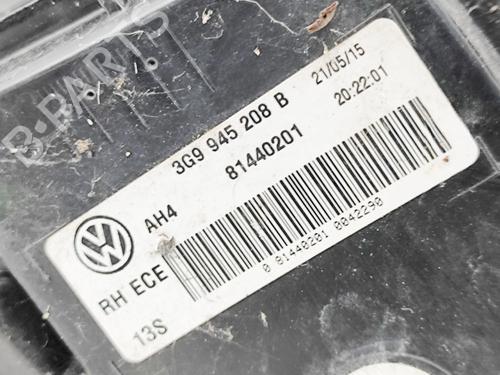 B-PARTS
3G9 945 208 B
21/05/15
81440201
20:22:01
AH4
RH ECE
13S
0 81440201 0042290